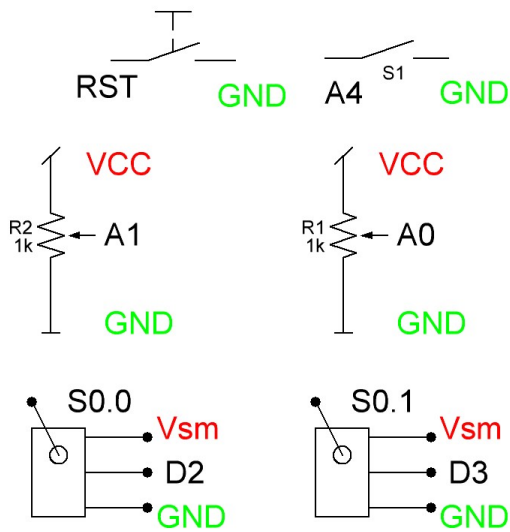 RST GND
A4 S1 GND
VCC
R2 1k A1
GND
VCC
R1 1k A0
GND
S0.0
Vsm
D2
GND
S0.1
Vsm
D3
GND